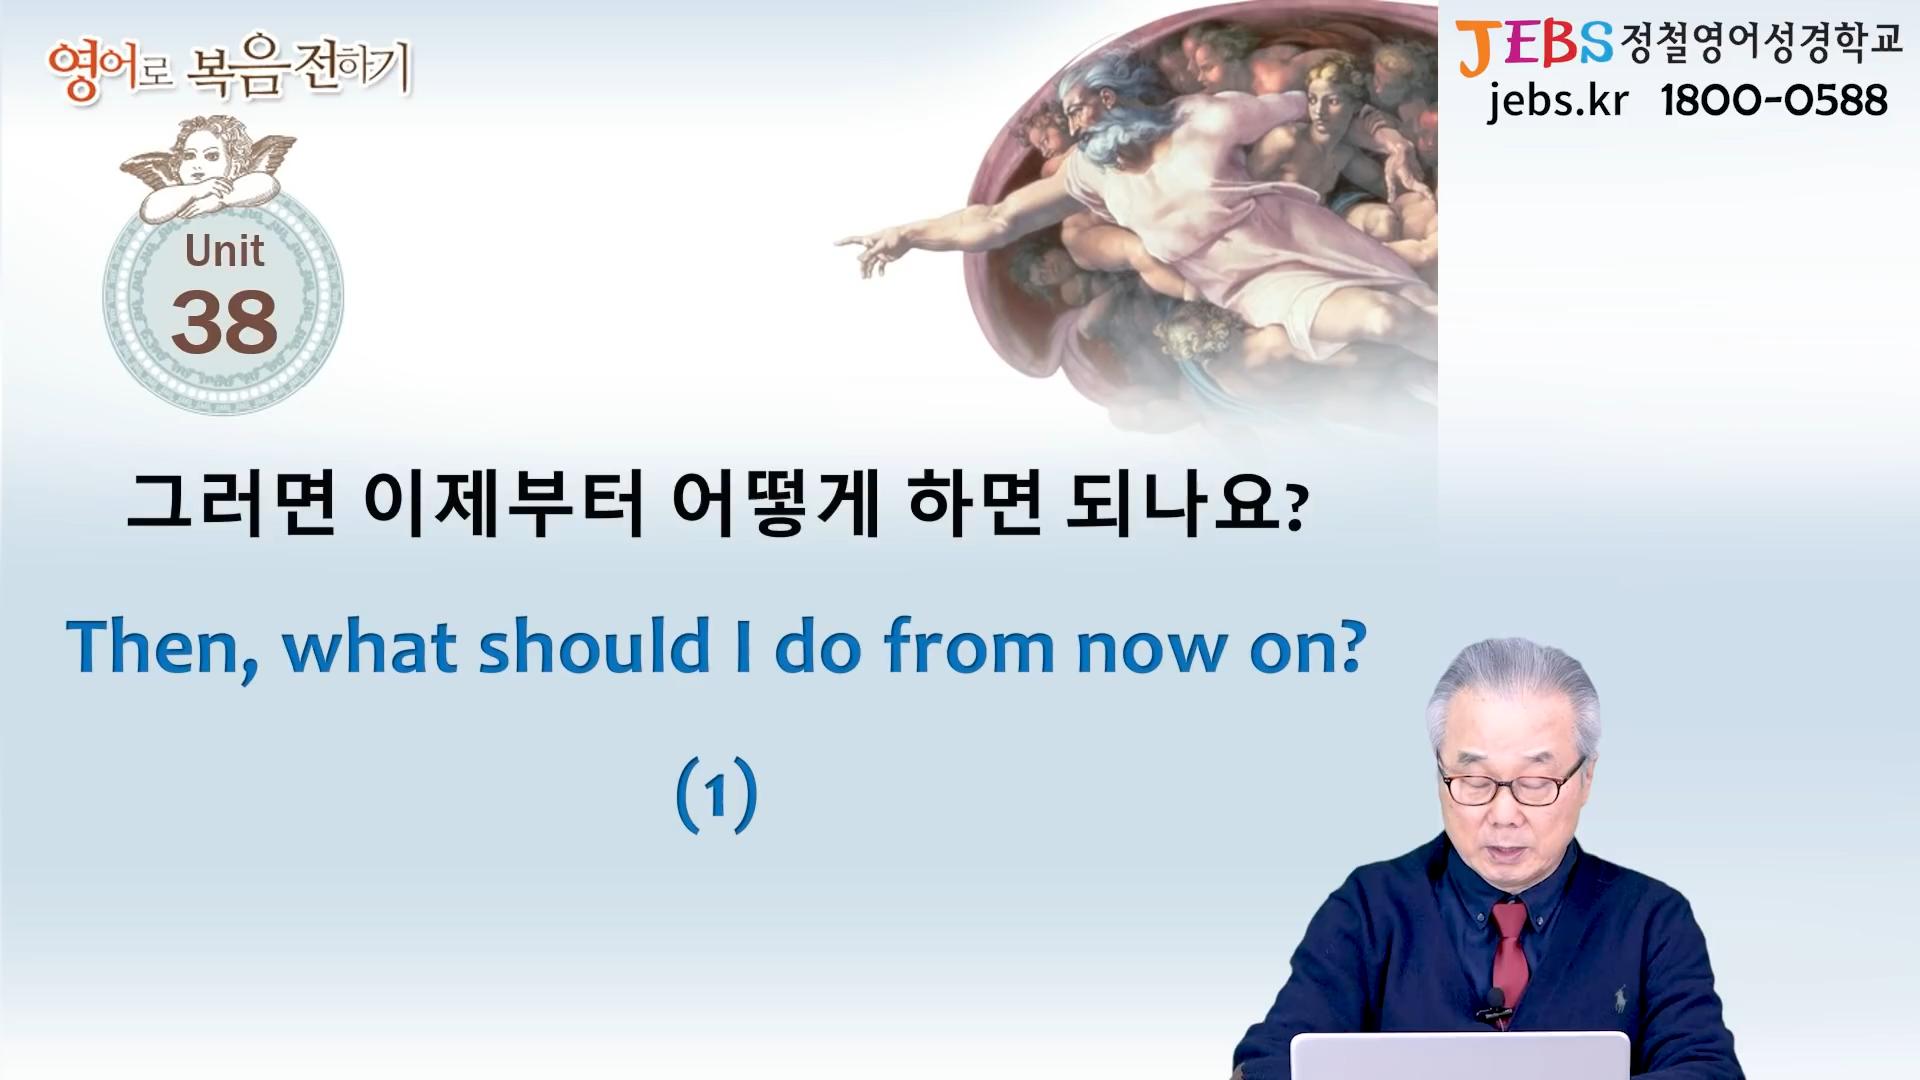 영어로 복음전하기
JEBS 정철영어성경학교
jebs.kr 1800-0588
Unit
38
그러면 이제부터 어떻게 하면 되나요?
Then, what should I do from now on?
(1)